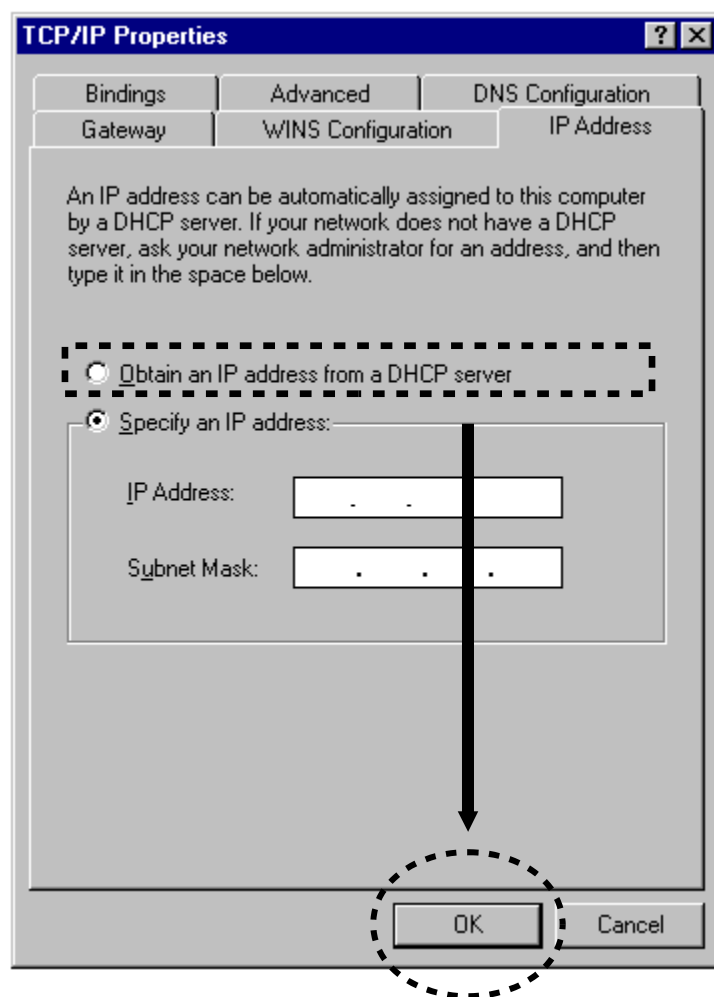 TCP/IP Properties
Bindings Advanced DNS Configuration
Gateway WINS Configuration IP Address
An IP address can be automatically assigned to this computer
by a DHCP server. If your network does not have a DHCP
server, ask your network administrator for an address, and then
type it in the space below.
Obtain an IP address from a DHCP server
Specify an IP address:
IP Address: . .
Subnet Mask: . . .
OK Cancel